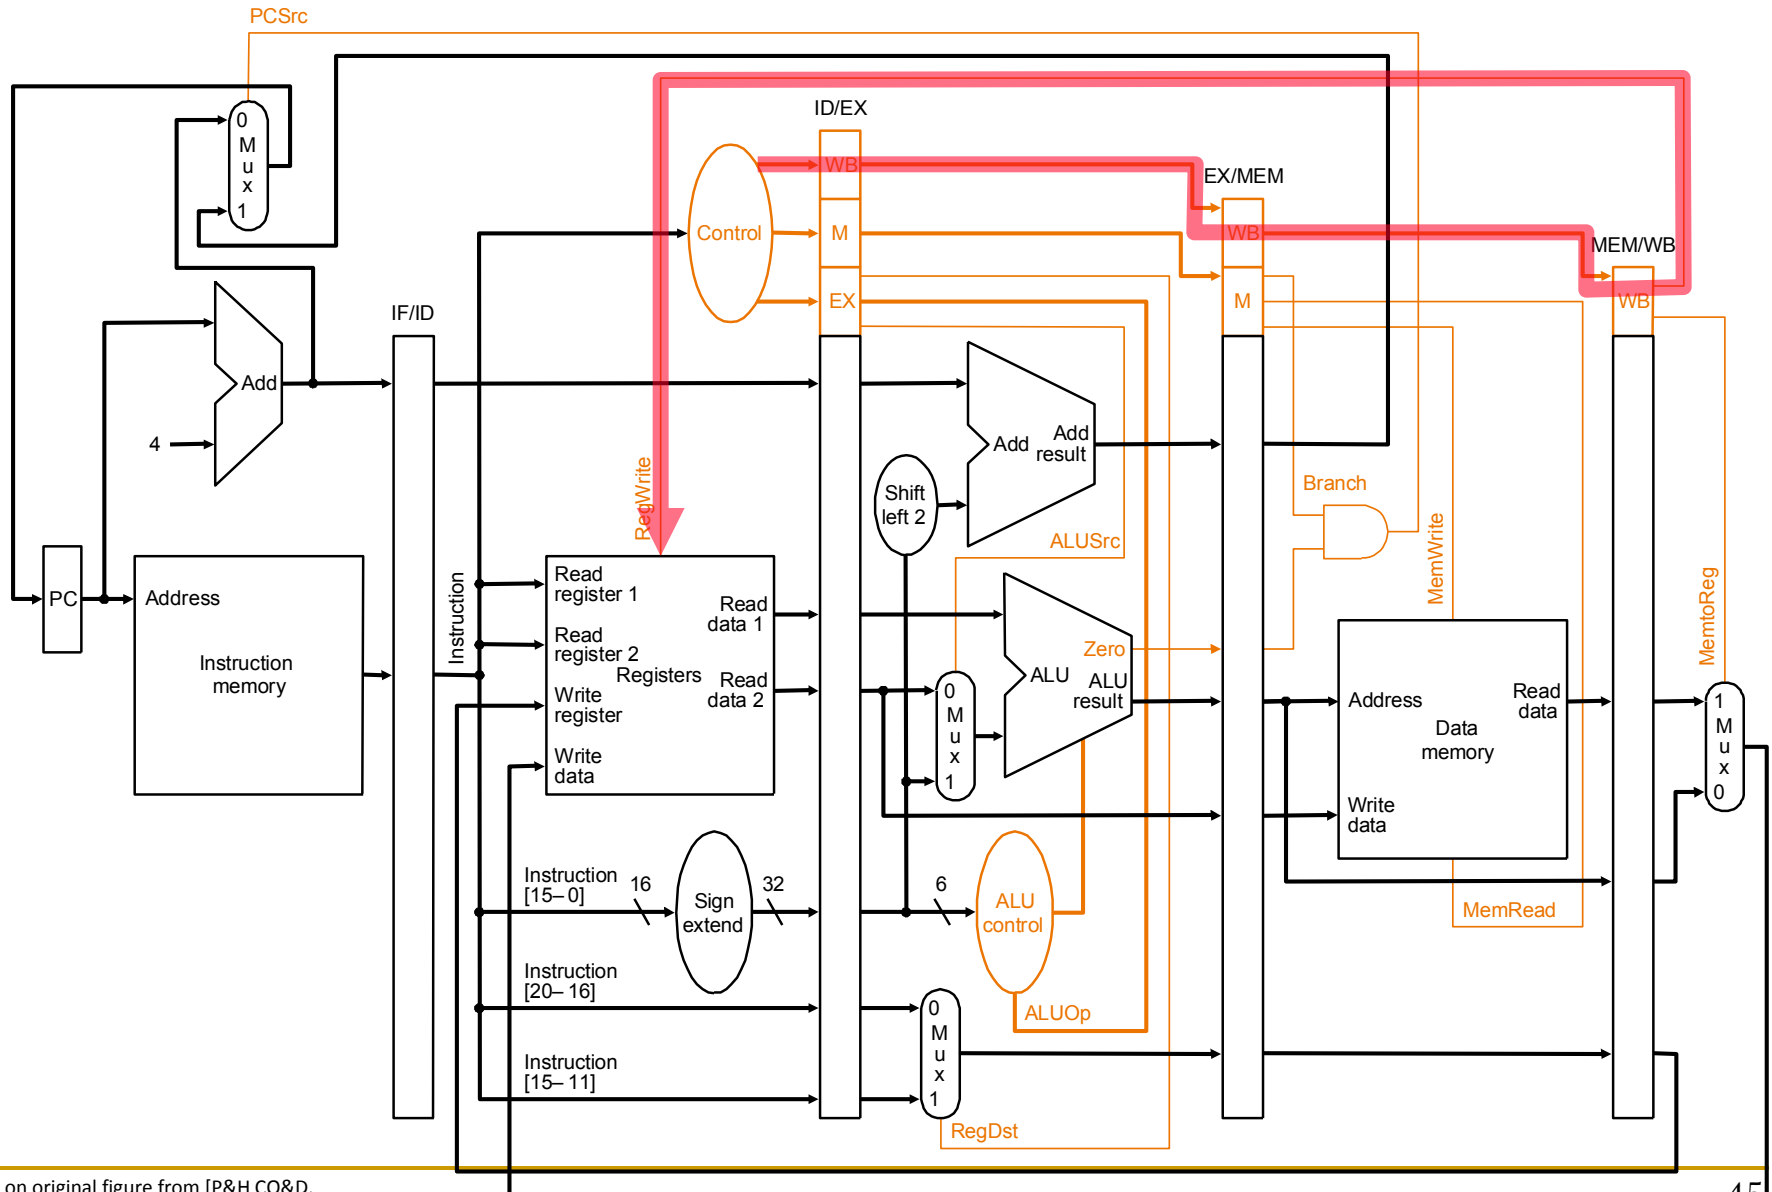 PCSrc
0
M
u
x
1
Add
4
PC
Address
Instruction
memory
IF/ID
Instruction
Control
RegWrite
Read
register 1
Read
register 2
Write
register
Write
data
Registers
Read
data 1
Read
data 2
Instruction
[15– 0]
16
Sign
extend
32
Instruction
[20– 16]
Instruction
[15– 11]
ID/EX
WB
M
EX
Shift
left 2
Add
Add
result
ALUSrc
0
M
u
x
1
Zero
ALU
ALU
result
6
ALU
control
ALUOp
0
M
u
x
1
RegDst
EX/MEM
WB
M
Branch
MemWrite
Address
Read
data
Data
memory
Write
data
MemRead
MEM/WB
WB
MemtoReg
1
M
u
x
0
on original figure from [P&H CO&D,
45